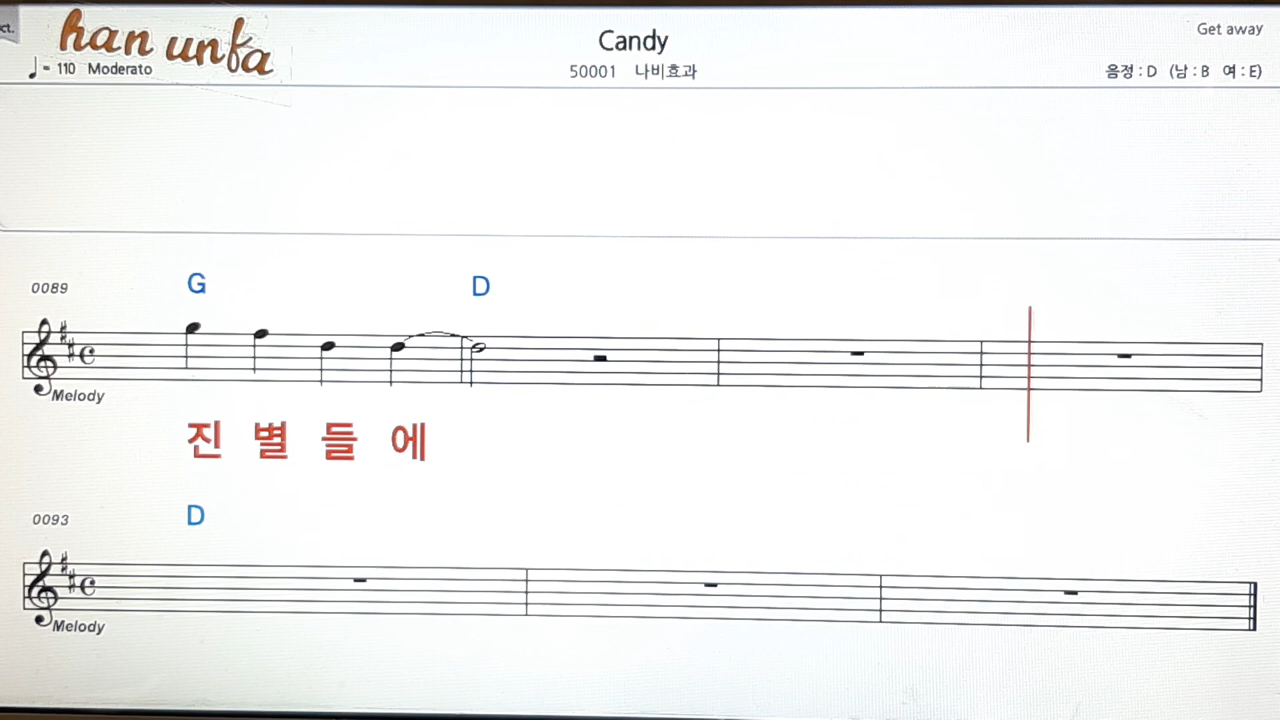 ct.
han unfa
Candy
Get away
♩= 110 Moderato
50001 나비효과
음정 : D (남 : B 여 : E)
0089
G D
Melody
진 별 들 에
0093
D
Melody